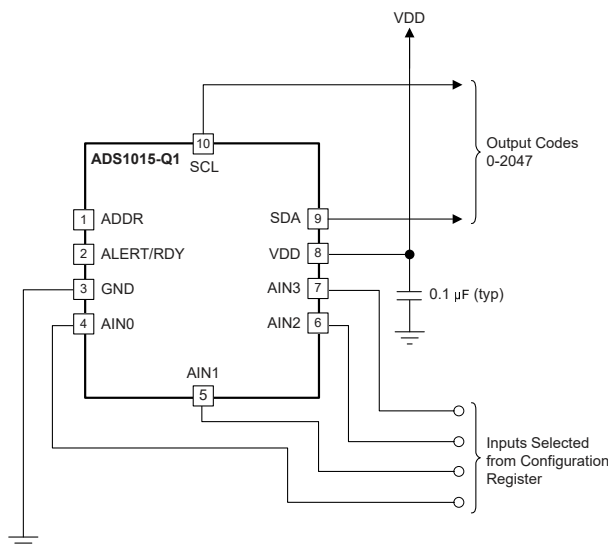 VDD
10
ADS1015-Q1
SCL
Output Codes
0-2047
1 ADDR
SDA 9
2 ALERT/RDY
VDD 8
3 GND
AIN3 7
0.1 µF (typ)
4 AIN0
AIN2 6
AIN1
5
Inputs Selected
from Configuration
Register